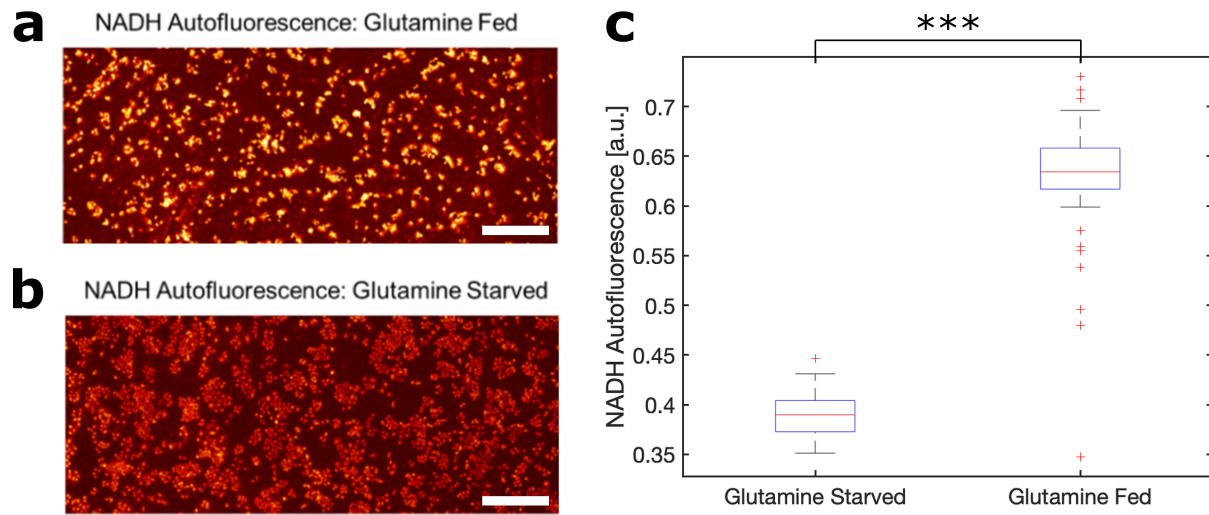 a
NADH Autofluorescence: Glutamine Fed
b
NADH Autofluorescence: Glutamine Starved
c
***
NADH Autofluorescence [a.u.]
0.7
0.65
0.6
0.55
0.5
0.45
0.4
0.35
Glutamine Starved
Glutamine Fed